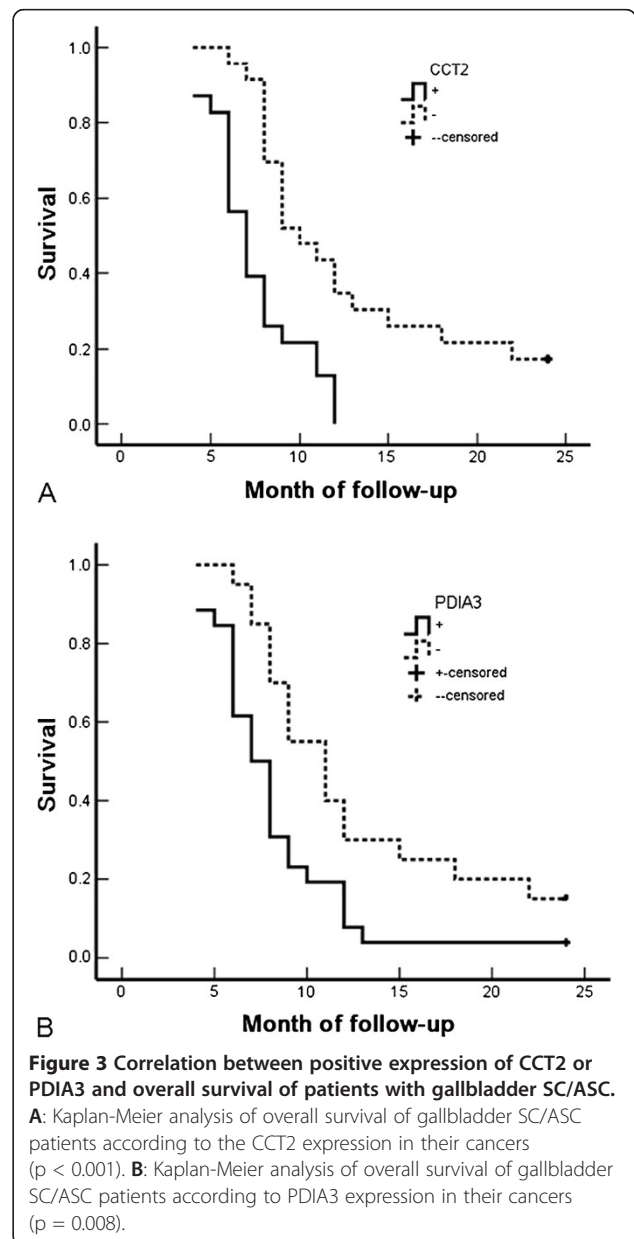 1.0
0.8
0.6
0.4
0.2
0.0
Survival
CCT2
+
-
--censored
0 5 10 15 20 25
Month of follow-up
A
1.0
0.8
0.6
0.4
0.2
0.0
Survival
PDIA3
+
-
+-censored
--censored
0 5 10 15 20 25
Month of follow-up
B
Figure 3 Correlation between positive expression of CCT2 or
PDIA3 and overall survival of patients with gallbladder SC/ASC.
A: Kaplan-Meier analysis of overall survival of gallbladder SC/ASC
patients according to the CCT2 expression in their cancers
(p < 0.001). B: Kaplan-Meier analysis of overall survival of gallbladder
SC/ASC patients according to PDIA3 expression in their cancers
(p = 0.008).